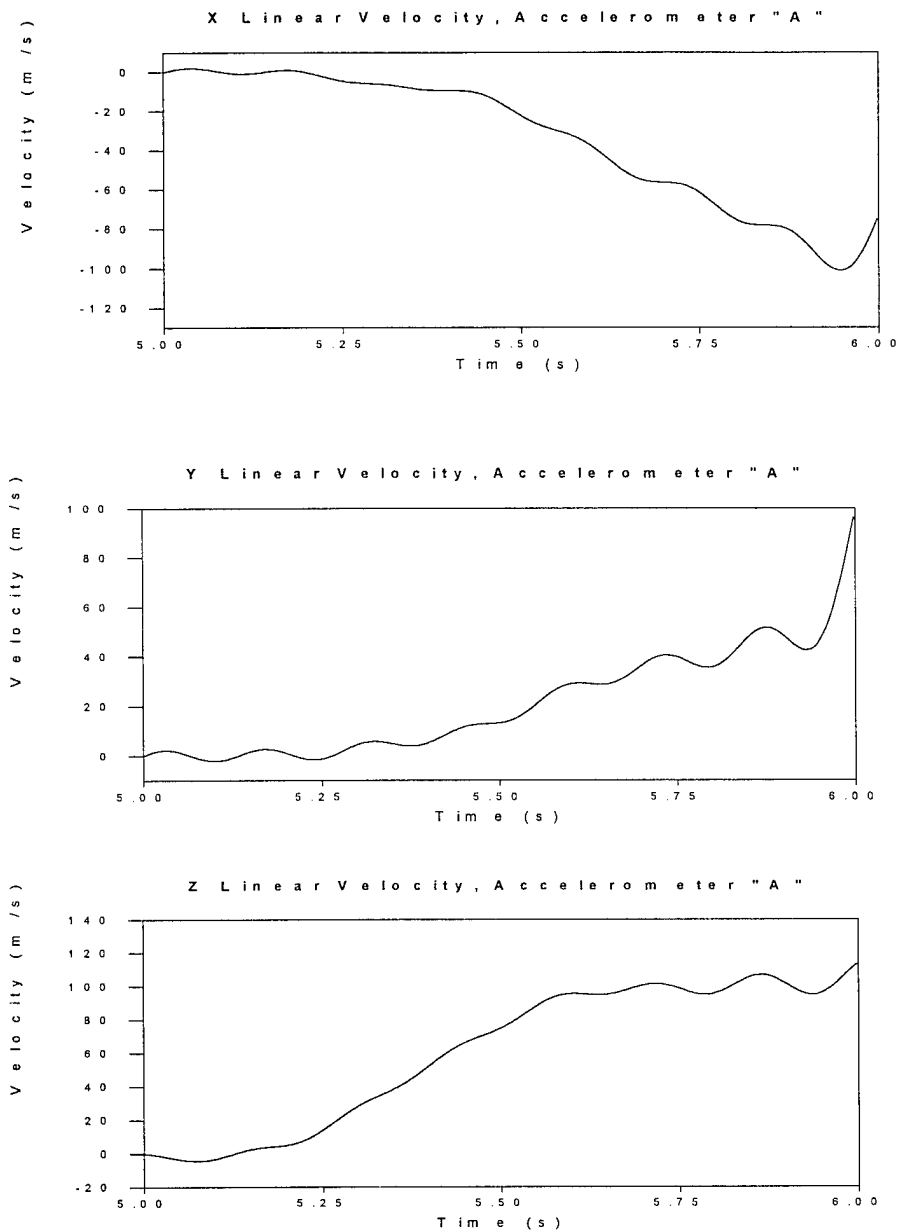 X Linear Velocity, Accelerometer "A"
Velocity (m/s)
0
-20
-40
-60
-80
-100
-120
5.00 5.25 5.50 5.75 6.00
Time (s)
Y Linear Velocity, Accelerometer "A"
Velocity (m/s)
100
80
60
40
20
0
5.00 5.25 5.50 5.75 6.00
Time (s)
Z Linear Velocity, Accelerometer "A"
Velocity (m/s)
140
120
100
80
60
40
20
0
-20
5.00 5.25 5.50 5.75 6.00
Time (s)